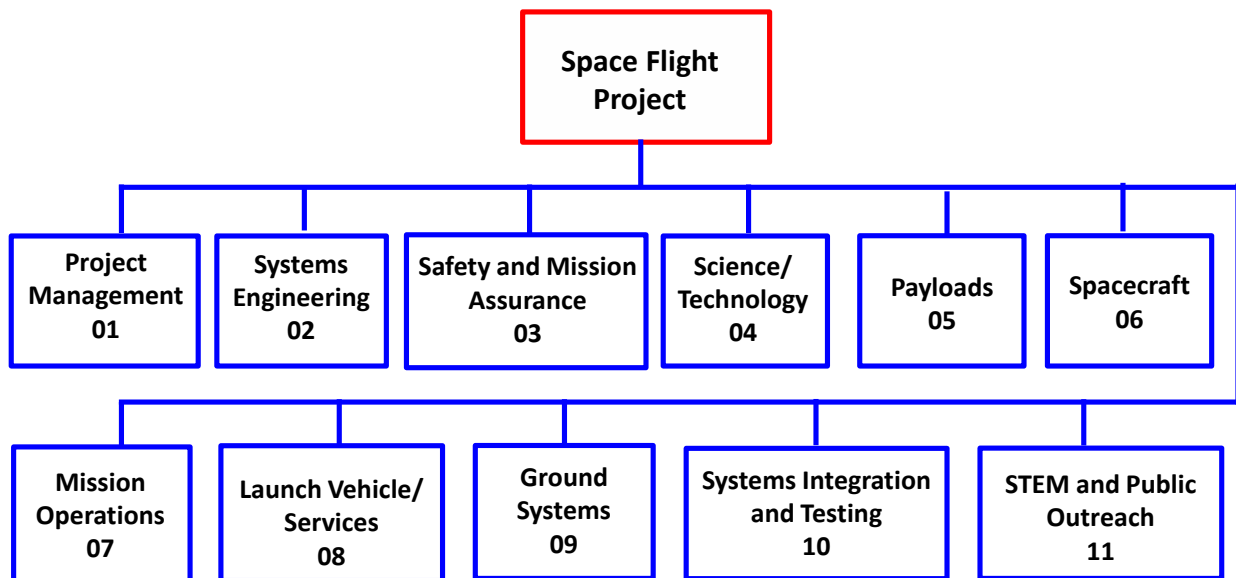 Space Flight
Project
Project
Management
01
Systems
Engineering
02
Safety and Mission
Assurance
03
Science/
Technology
04
Payloads
05
Spacecraft
06
Mission
Operations
07
Launch Vehicle/
Services
08
Ground
Systems
09
Systems Integration
and Testing
10
STEM and Public
Outreach
11